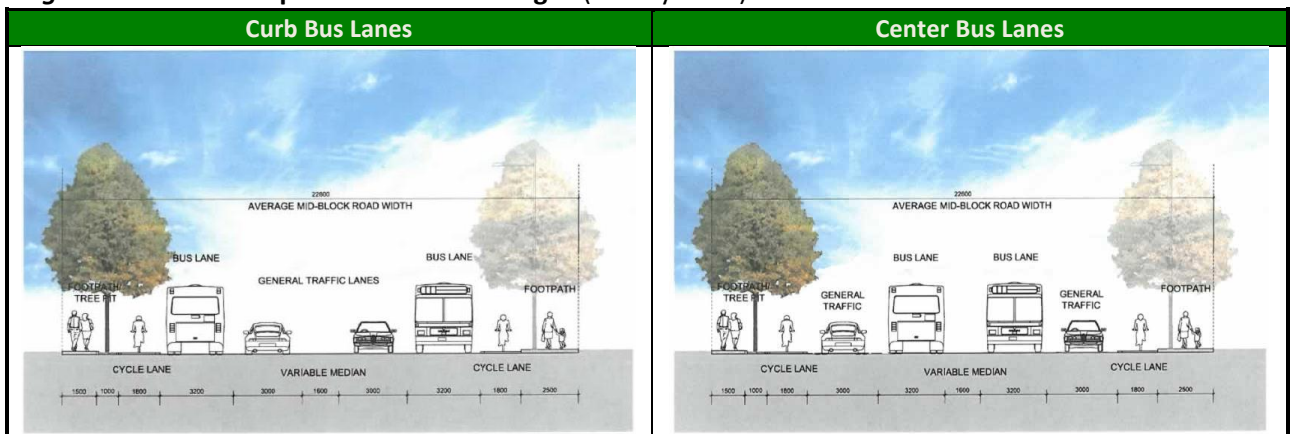 Curb Bus Lanes
Center Bus Lanes
22600
AVERAGE MID-BLOCK ROAD WIDTH
BUS LANE
BUS LANE
GENERAL TRAFFIC LANES
FOOTPATH/
TREE PIT
FOOTPATH
CYCLE LANE
VARIABLE MEDIAN
CYCLE LANE
1500 1000 1800 3200 3000 1600 3000 3200 1800 2500
22600
AVERAGE MID-BLOCK ROAD WIDTH
BUS LANE
BUS LANE
FOOTPATH/
TREE PIT
GENERAL
TRAFFIC
GENERAL
TRAFFIC
FOOTPATH
CYCLE LANE
VARIABLE MEDIAN
CYCLE LANE
1500 1000 1800 3000 3200 1600 3200 3000 1800 2500